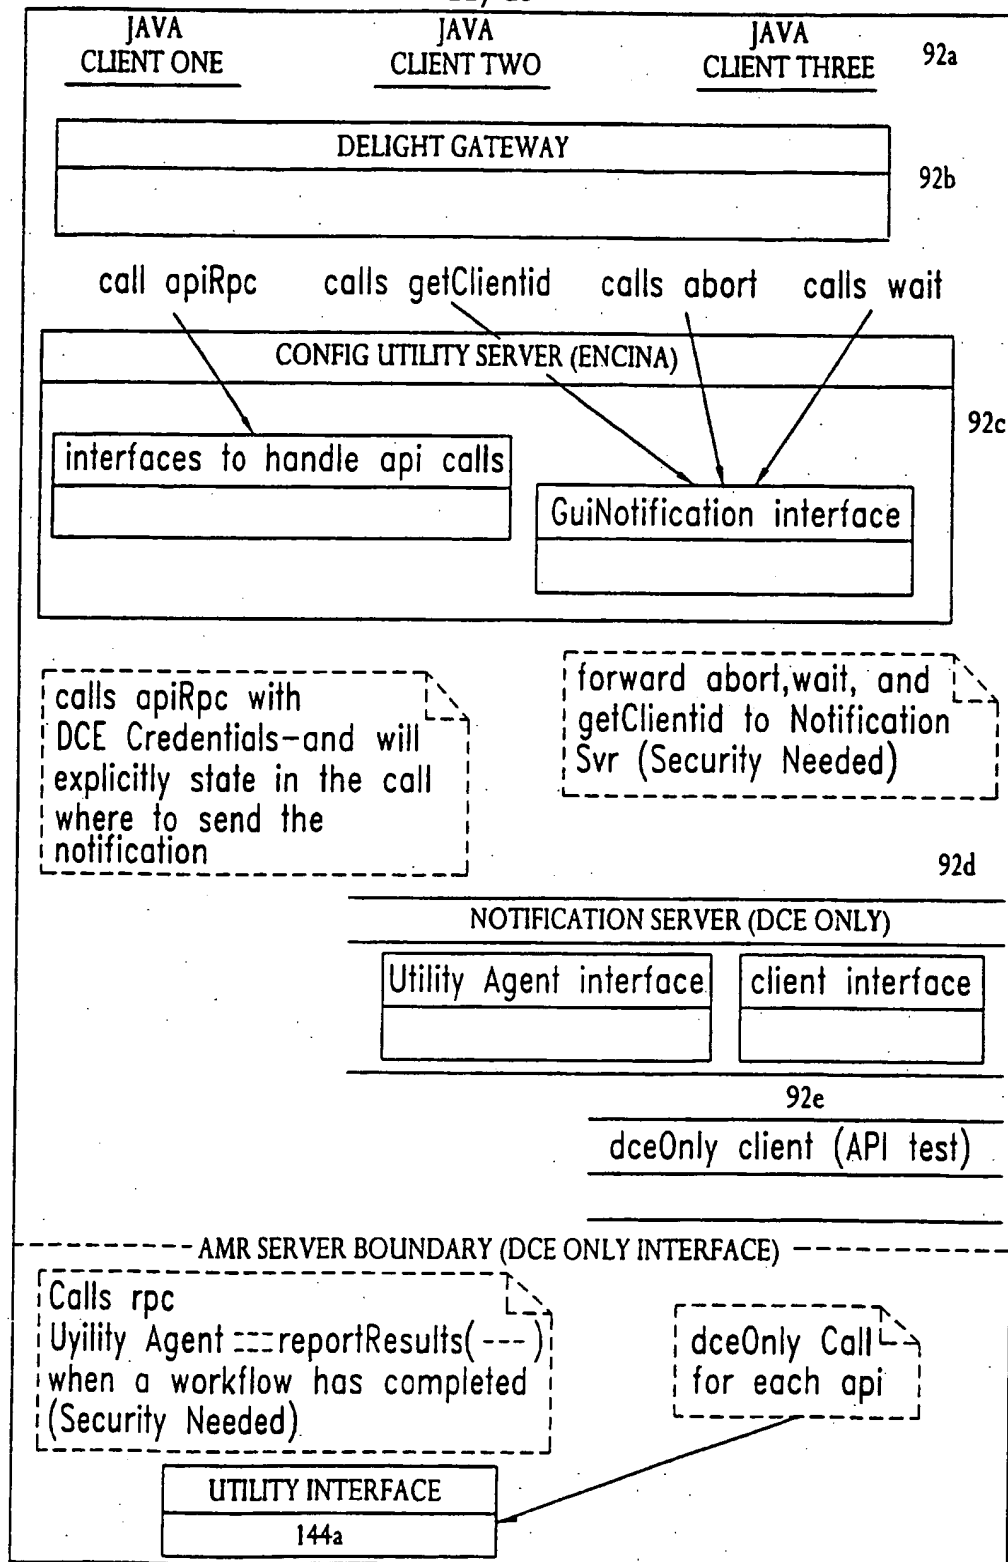 JAVA
CLIENT ONE
JAVA
CLIENT TWO
JAVA
CLIENT THREE
92a
DELIGHT GATEWAY
92b
call apiRpc
calls getClientid
calls abort
calls wait
CONFIG UTILITY SERVER (ENCINA)
92c
interfaces to handle api calls
GuiNotification interface
calls apiRpc with
DCE Credentials-and will
explicitly state in the call
where to send the
notification
forward abort,wait, and
getClientid to Notification
Svr (Security Needed)
92d
NOTIFICATION SERVER (DCE ONLY)
Utility Agent interface
client interface
92e
dceOnly client (API test)
AMR SERVER BOUNDARY (DCE ONLY INTERFACE)
Calls rpc
Uyility Agent :::reportResults(---)
when a workflow has completed
(Security Needed)
dceOnly Call
for each api
UTILITY INTERFACE
144a